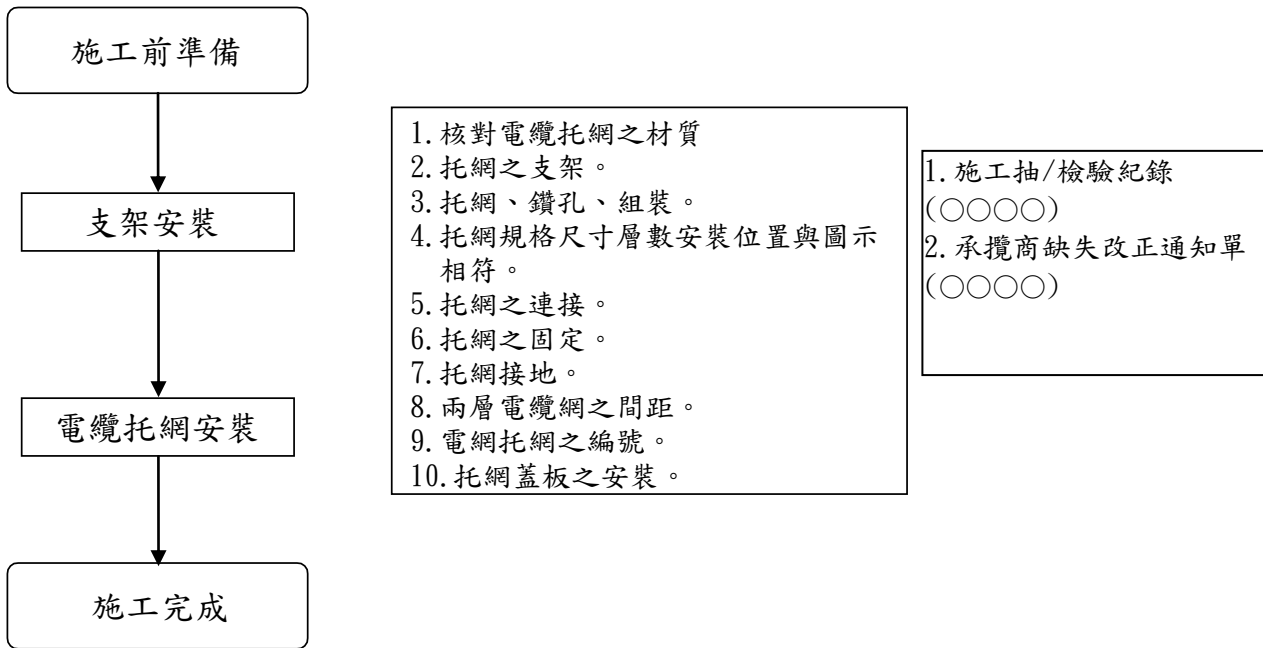 施工前準備
支架安裝
電纜托網安裝
施工完成
1.核對電纜托網之材質
2.托網之支架。
3.托網、鑽孔、組裝。
4.托網規格尺寸層數安裝位置與圖示
相符。
5.托網之連接。
6.托網之固定。
7.托網接地。
8.兩層電纜網之間距。
9.電網托網之編號。
10.托網蓋板之安裝。
1.施工抽/檢驗紀錄
(○○○○)
2.承攬商缺失改正通知單
(○○○○)